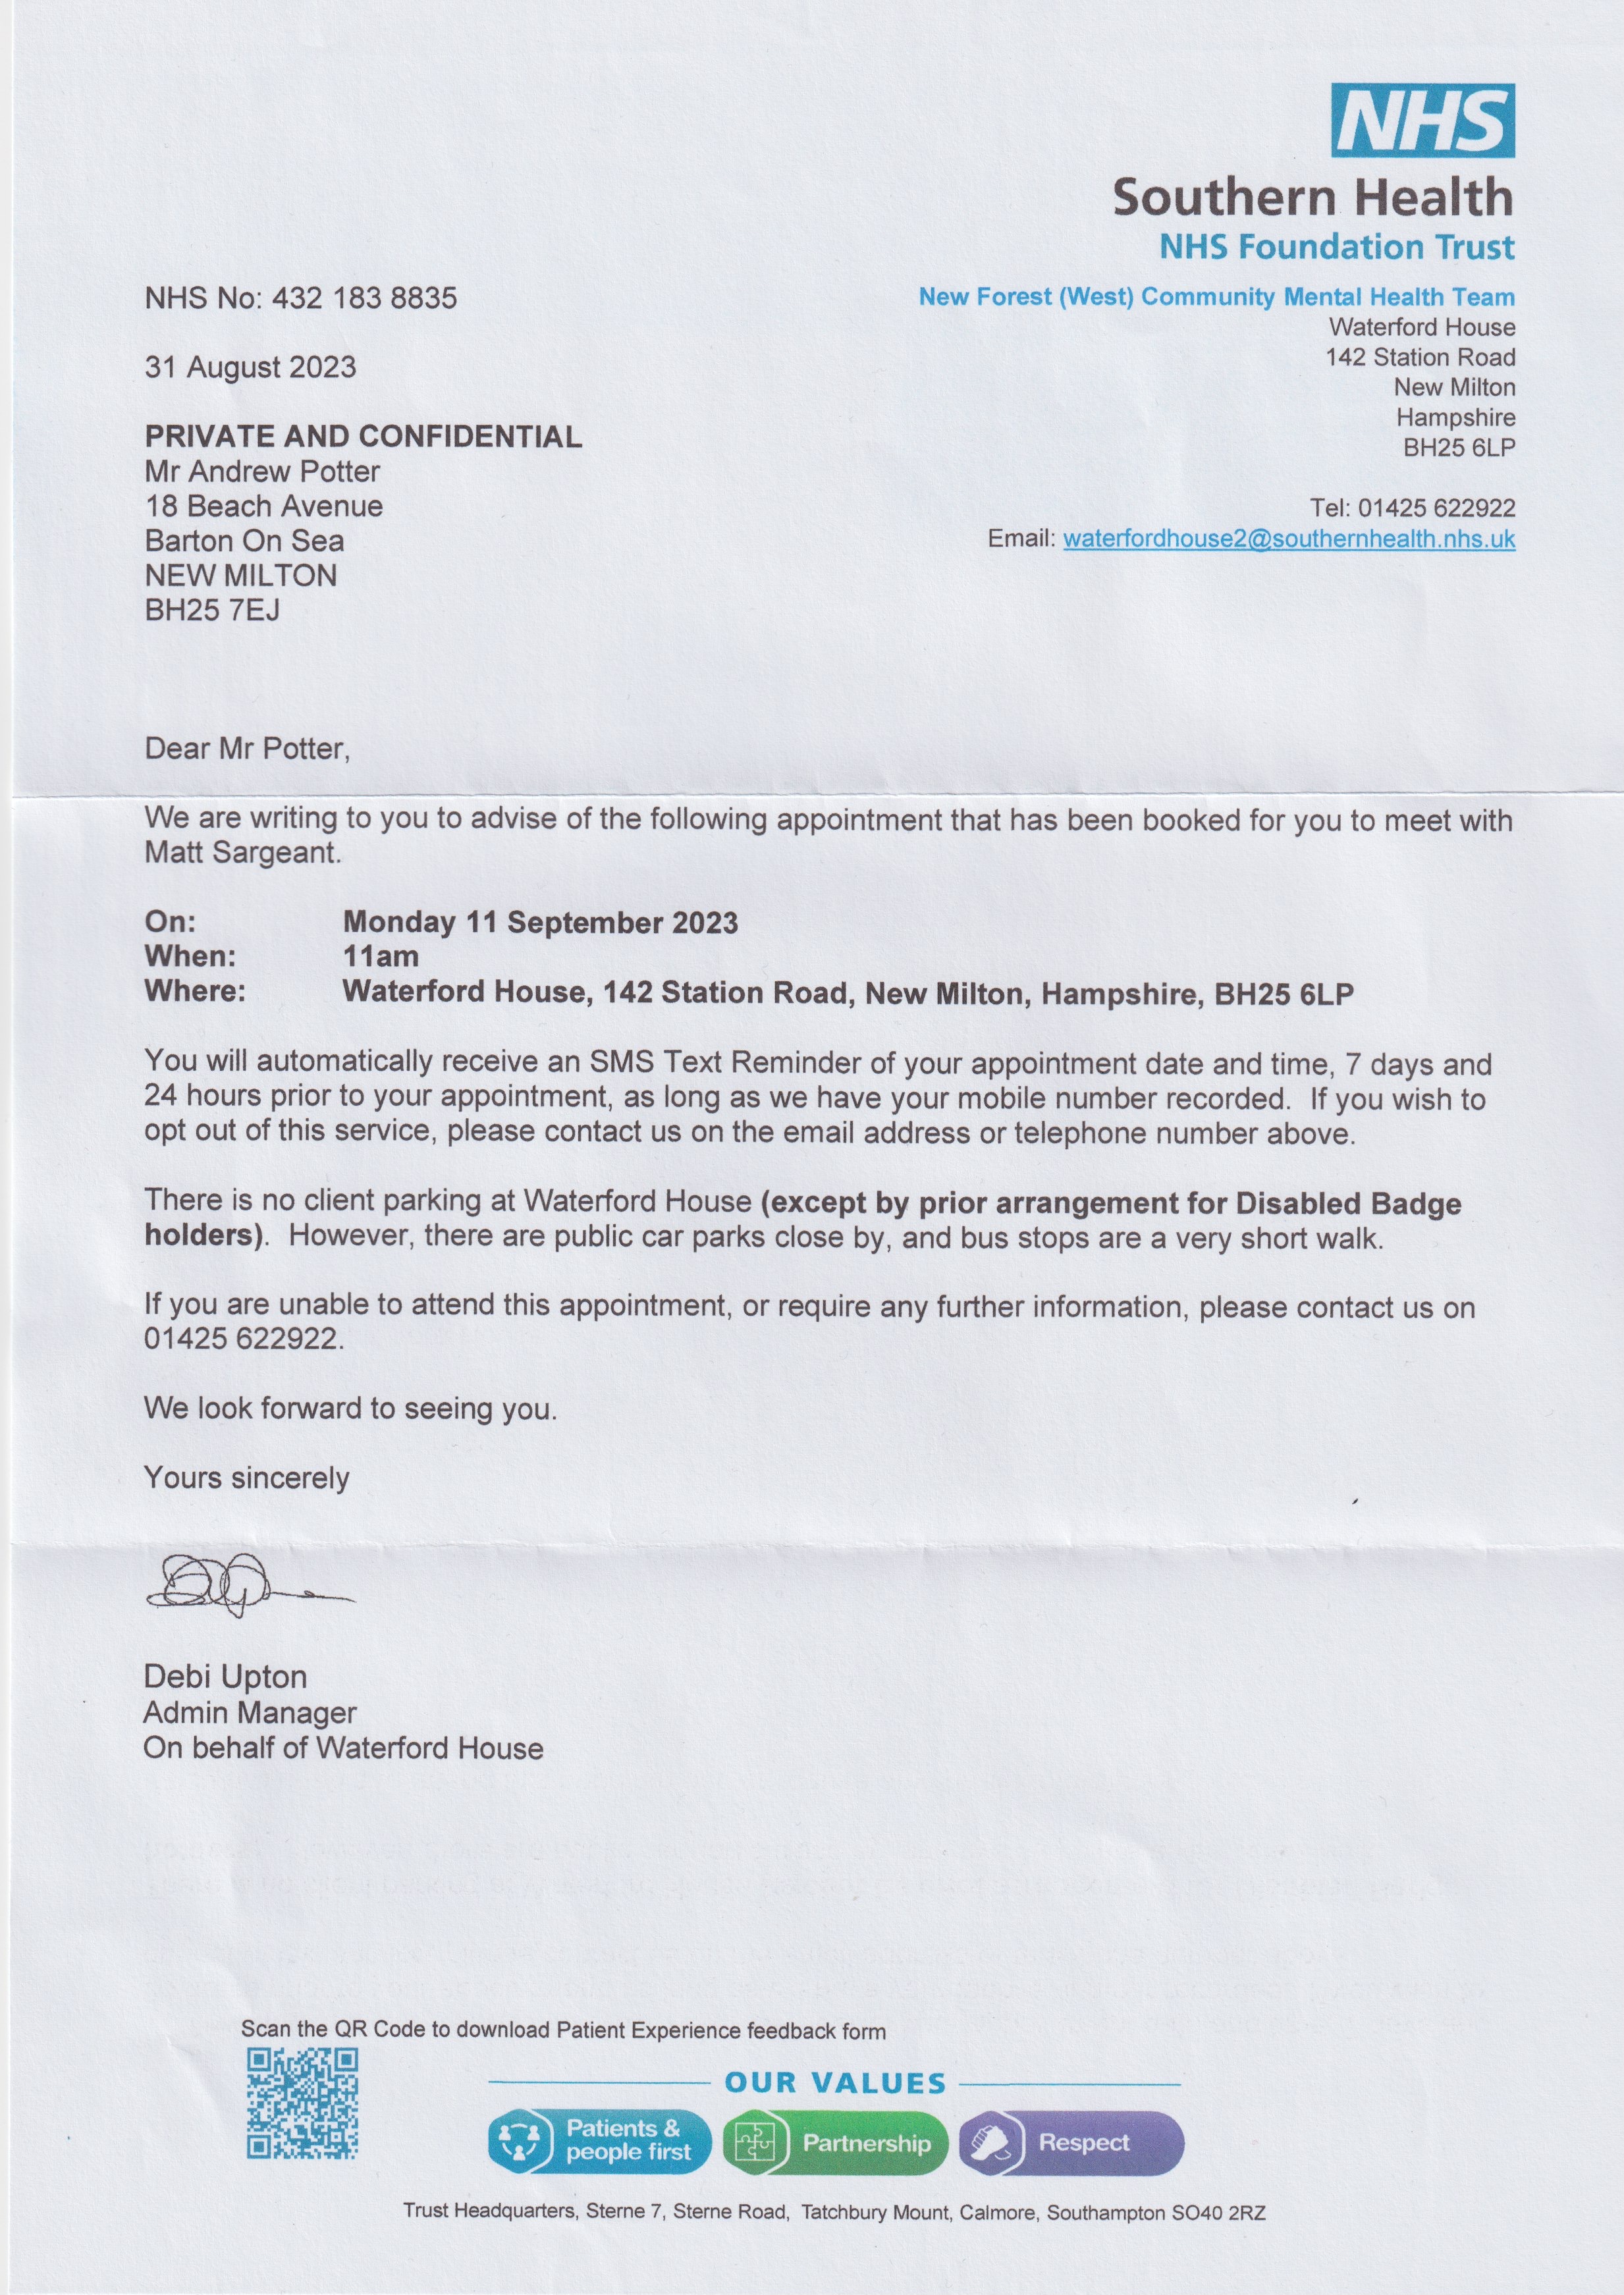 NHS
Southern Health
NHS Foundation Trust
New Forest (West) Community Mental Health Team
Waterford House
142 Station Road
New Milton
Hampshire
BH25 6LP
Tel: 01425 622922
Email: waterfordhouse2@southernhealth.nhs.uk
NHS No: 432 183 8835
31 August 2023
PRIVATE AND CONFIDENTIAL
Mr Andrew Potter
18 Beach Avenue
Barton On Sea
NEW MILTON
BH25 7EJ
Dear Mr Potter,
We are writing to you to advise of the following appointment that has been booked for you to meet with
Matt Sargeant.
On: Monday 11 September 2023
When: 11am
Where: Waterford House, 142 Station Road, New Milton, Hampshire, BH25 6LP
You will automatically receive an SMS Text Reminder of your appointment date and time, 7 days and
24 hours prior to your appointment, as long as we have your mobile number recorded.  If you wish to
opt out of this service, please contact us on the email address or telephone number above.
There is no client parking at Waterford House (except by prior arrangement for Disabled Badge
holders).  However, there are public car parks close by, and bus stops are a very short walk.
If you are unable to attend this appointment, or require any further information, please contact us on
01425 622922.
We look forward to seeing you.
Yours sincerely
Debi Upton
Admin Manager
On behalf of Waterford House
Scan the QR Code to download Patient Experience feedback form
OUR VALUES
Patients &
people first
Partnership
Respect
Trust Headquarters, Sterne 7, Sterne Road,  Tatchbury Mount, Calmore, Southampton SO40 2RZ